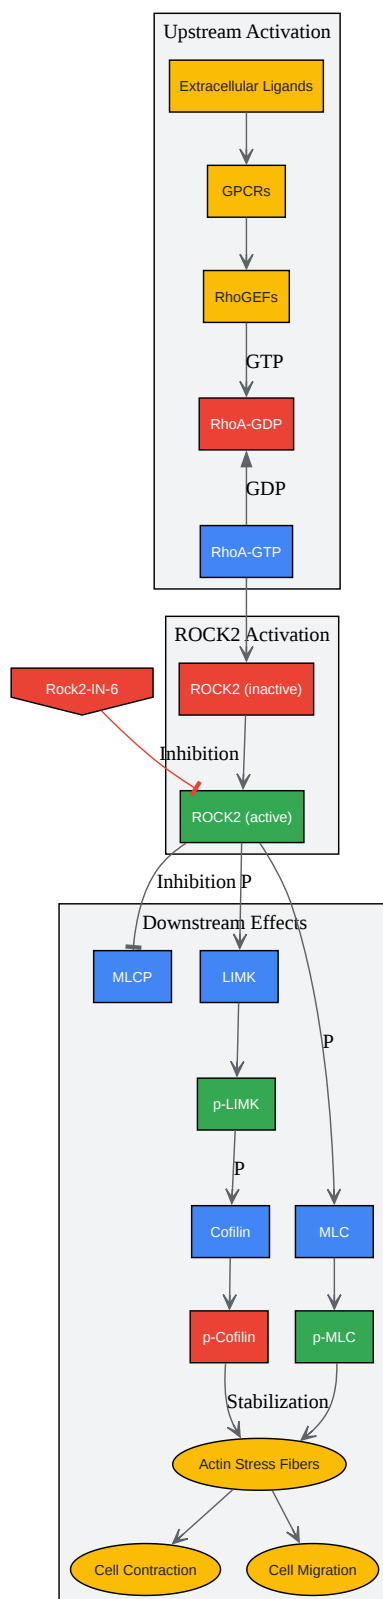 Upstream Activation
Extracellular Ligands
GPCRs
RhoGEFs
GTP
RhoA-GDP
GDP
RhoA-GTP
ROCK2 Activation
Rock2-IN-6
ROCK2 (inactive)
Inhibition
ROCK2 (active)
Inhibition P
Downstream Effects
MLCP
LIMK
P
p-LIMK
P
Cofilin
MLC
p-Cofilin
p-MLC
Stabilization
Actin Stress Fibers
Cell Contraction
Cell Migration